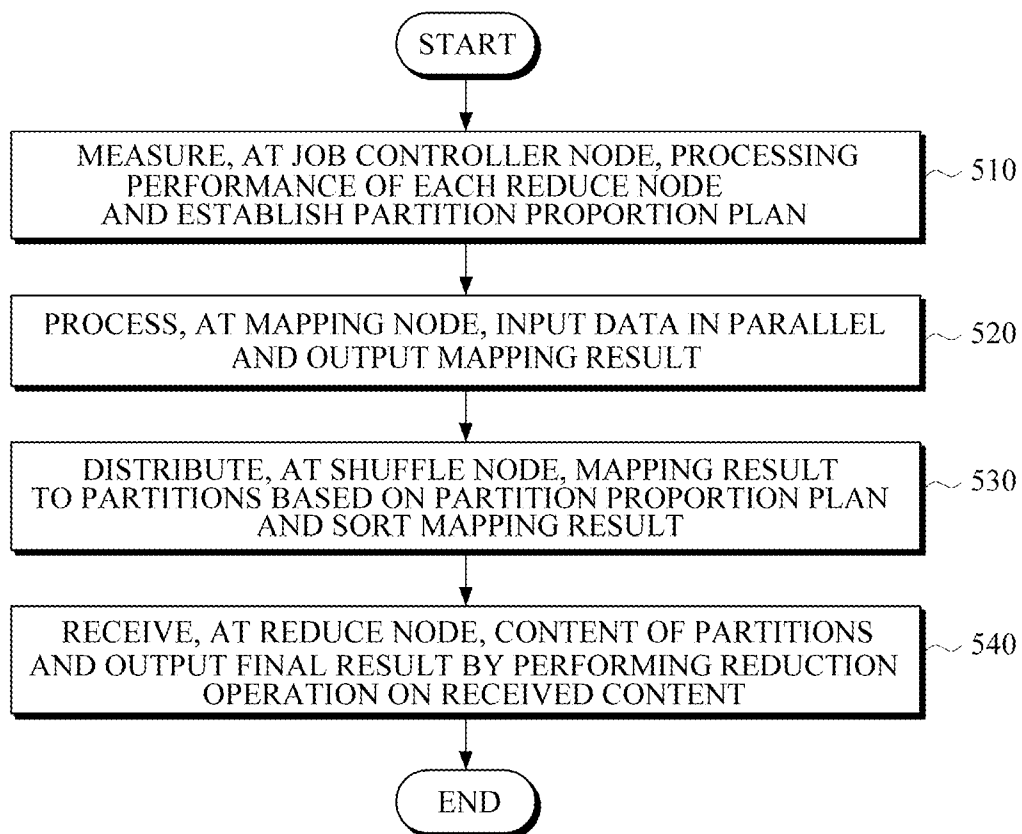 START
MEASURE, AT JOB CONTROLLER NODE, PROCESSING
PERFORMANCE OF EACH REDUCE NODE
AND ESTABLISH PARTITION PROPORTION PLAN
510
PROCESS, AT MAPPING NODE, INPUT DATA IN PARALLEL
AND OUTPUT MAPPING RESULT
520
DISTRIBUTE, AT SHUFFLE NODE, MAPPING RESULT
TO PARTITIONS BASED ON PARTITION PROPORTION PLAN
AND SORT MAPPING RESULT
530
RECEIVE, AT REDUCE NODE, CONTENT OF PARTITIONS
AND OUTPUT FINAL RESULT BY PERFORMING REDUCTION
OPERATION ON RECEIVED CONTENT
540
END